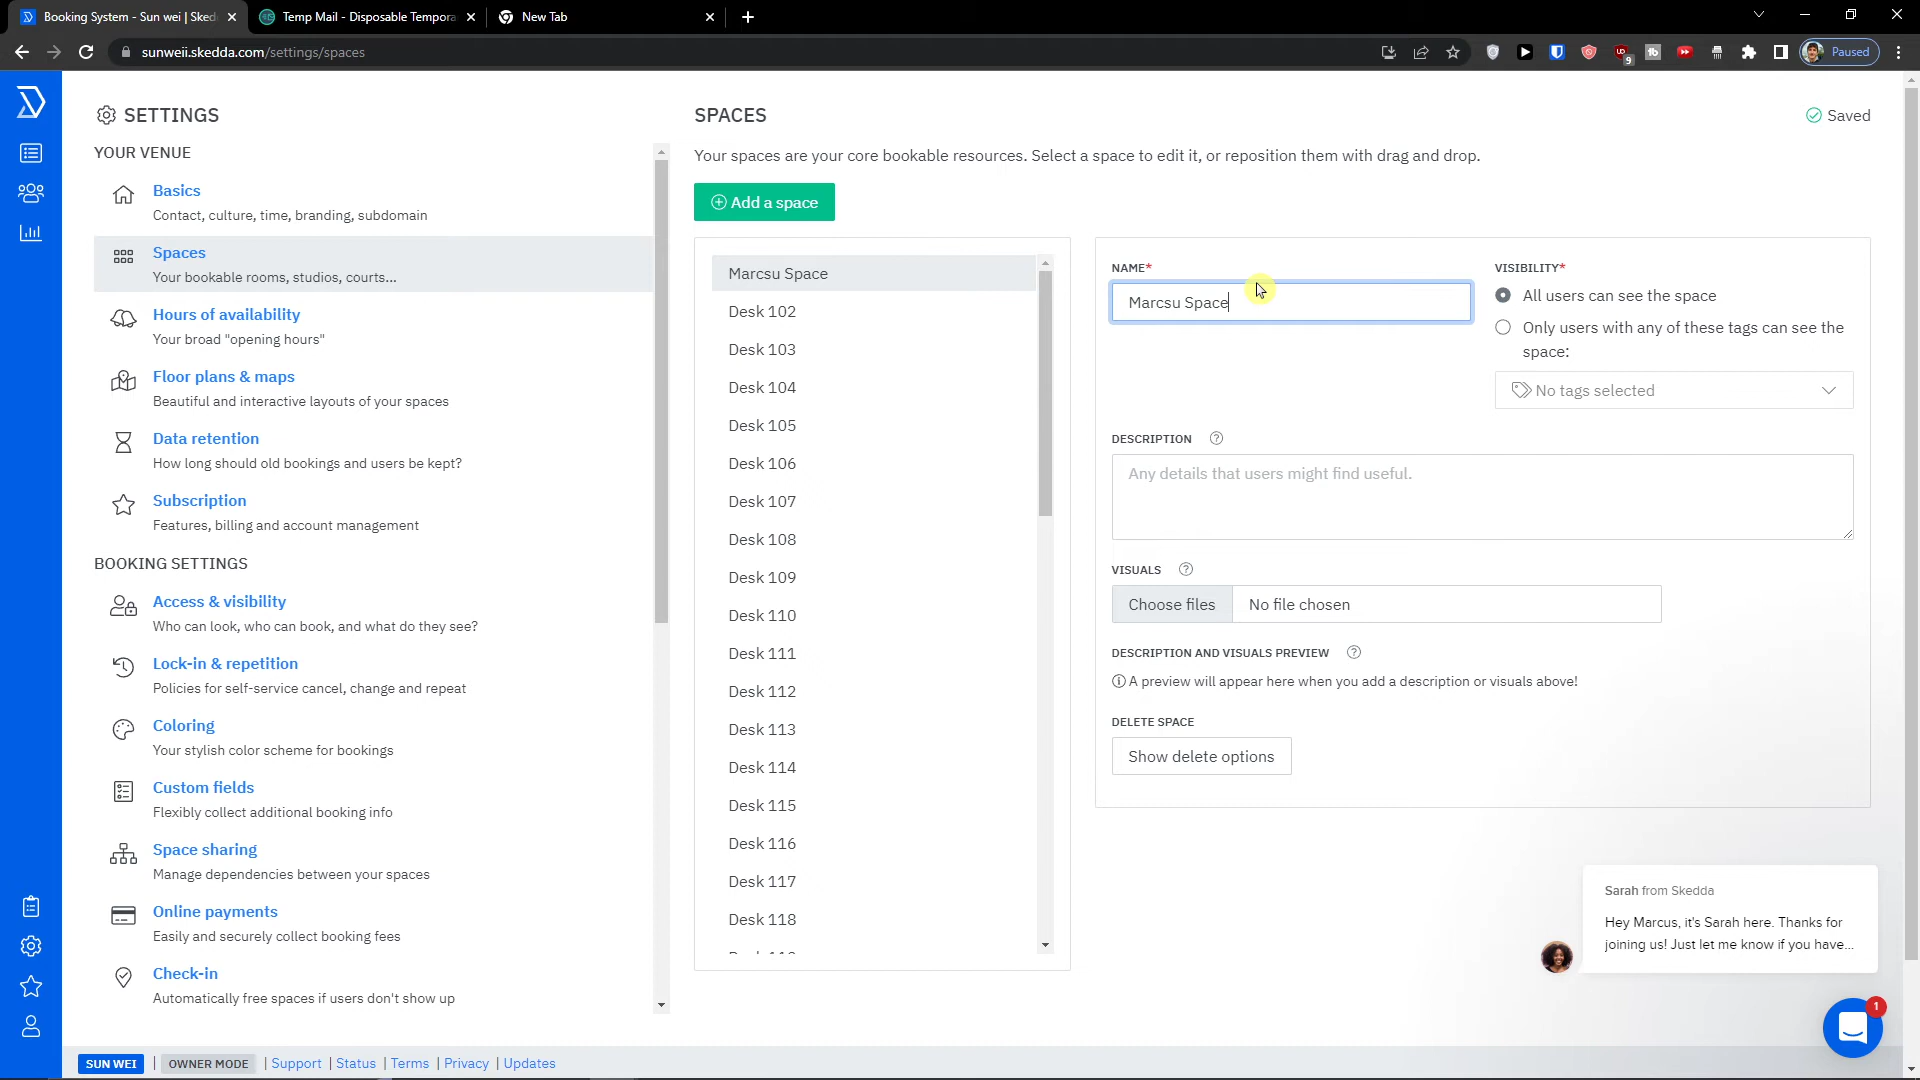 Booking System - Sun wei | Sked
Temp Mail - Disposable Tempora
New Tab
sunweii.skedda.com/settings/spaces
9
Paused
SETTINGS
YOUR VENUE
Basics
Contact, culture, time, branding, subdomain
Spaces
Your bookable rooms, studios, courts...
Hours of availability
Your broad "opening hours"
Floor plans & maps
Beautiful and interactive layouts of your spaces
Data retention
How long should old bookings and users be kept?
Subscription
Features, billing and account management
BOOKING SETTINGS
Access & visibility
Who can look, who can book, and what do they see?
Lock-in & repetition
Policies for self-service cancel, change and repeat
Coloring
Your stylish color scheme for bookings
Custom fields
Flexibly collect additional booking info
Space sharing
Manage dependencies between your spaces
Online payments
Easily and securely collect booking fees
Check-in
Automatically free spaces if users don't show up
SPACES
Saved
Your spaces are your core bookable resources. Select a space to edit it, or reposition them with drag and drop.
Add a space
Marcsu Space
Desk 102
Desk 103
Desk 104
Desk 105
Desk 106
Desk 107
Desk 108
Desk 109
Desk 110
Desk 111
Desk 112
Desk 113
Desk 114
Desk 115
Desk 116
Desk 117
Desk 118
NAME*
Marcsu Space
VISIBILITY*
All users can see the space
Only users with any of these tags can see the
space:
No tags selected
DESCRIPTION
Any details that users might find useful.
VISUALS
Choose files No file chosen
DESCRIPTION AND VISUALS PREVIEW
A preview will appear here when you add a description or visuals above!
DELETE SPACE
Show delete options
Sarah from Skedda
Hey Marcus, it's Sarah here. Thanks for
joining us! Just let me know if you have...
1
SUN WEI | OWNER MODE | Support | Status | Terms | Privacy | Updates